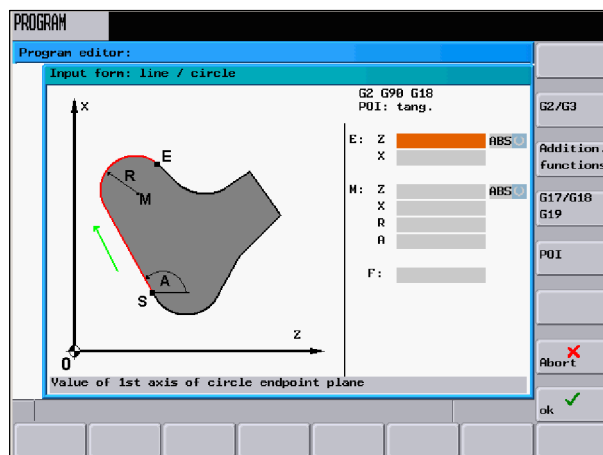 PROGRAM
Program editor:
Input form: line / circle
G2 G90 G18
POI: tang.
X
E
R
M
A
S
Z
0
E: Z ABS
X
M: Z ABS
X
R
A
F:
Value of 1st axis of circle endpoint plane
G2/G3
Addition.
functions
G17/G18
G19
POI
Abort
ok